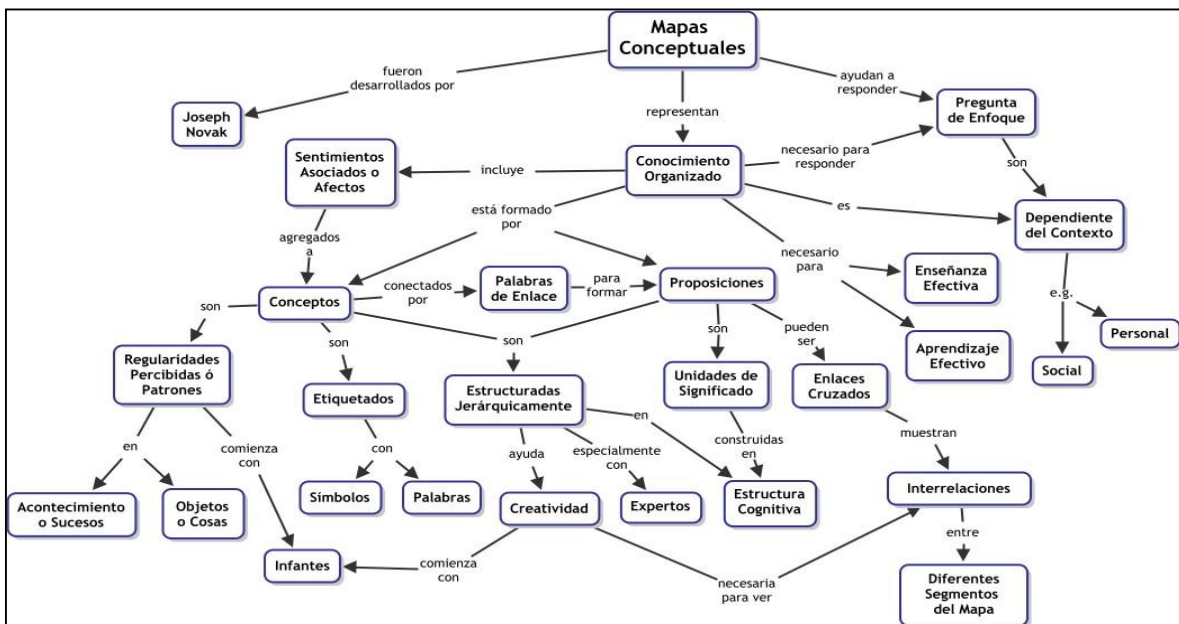 Mapas
Conceptuales
fueron
desarrollados por
ayudan a
responder
representan
Joseph
Novak
Pregunta
de Enfoque
Sentimientos
Asociados o
Afectos
incluye
Conocimiento
Organizado
necesario para
responder
son
está formado
por
es
Dependiente
del Contexto
agregados
a
necesario
para
Enseñanza
Efectiva
Conceptos
conectados
por
Palabras
de Enlace
para
formar
Proposiciones
e.g.
Personal
son
son
son
son
pueden
ser
Aprendizaje
Efectivo
Social
Regularidades
Percibidas ó
Patrones
Etiquetados
Estructuradas
Jerárquicamente
Unidades de
Significado
Enlaces
Cruzados
en
en
comienza
con
con
ayuda
especialmente
con
construidas
en
muestran
Acontecimiento
o Sucesos
Objetos
o Cosas
Símbolos
Palabras
Creatividad
Expertos
Estructura
Cognitiva
Interrelaciones
Infantes
comienza
con
necesaria
para ver
entre
Diferentes
Segmentos
del Mapa